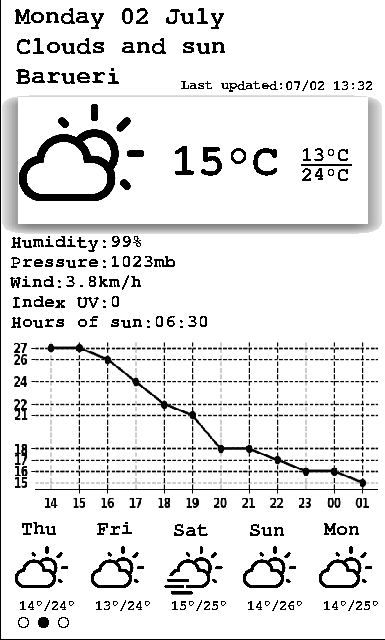 Monday 02 July
Clouds and sun
Barueri
Last updated:07/02 13:32
15°C
13°C
24°C
Humidity:99%
Pressure:1023mb
Wind:3.8km/h
Index UV:0
Hours of sun:06:30
27
26
24
22
21
18
17
16
15
14 15 16 17 18 19 20 21 22 23 00 01
Thu Fri Sat Sun Mon
14°/24° 13°/24° 15°/25° 14°/26° 14°/25°